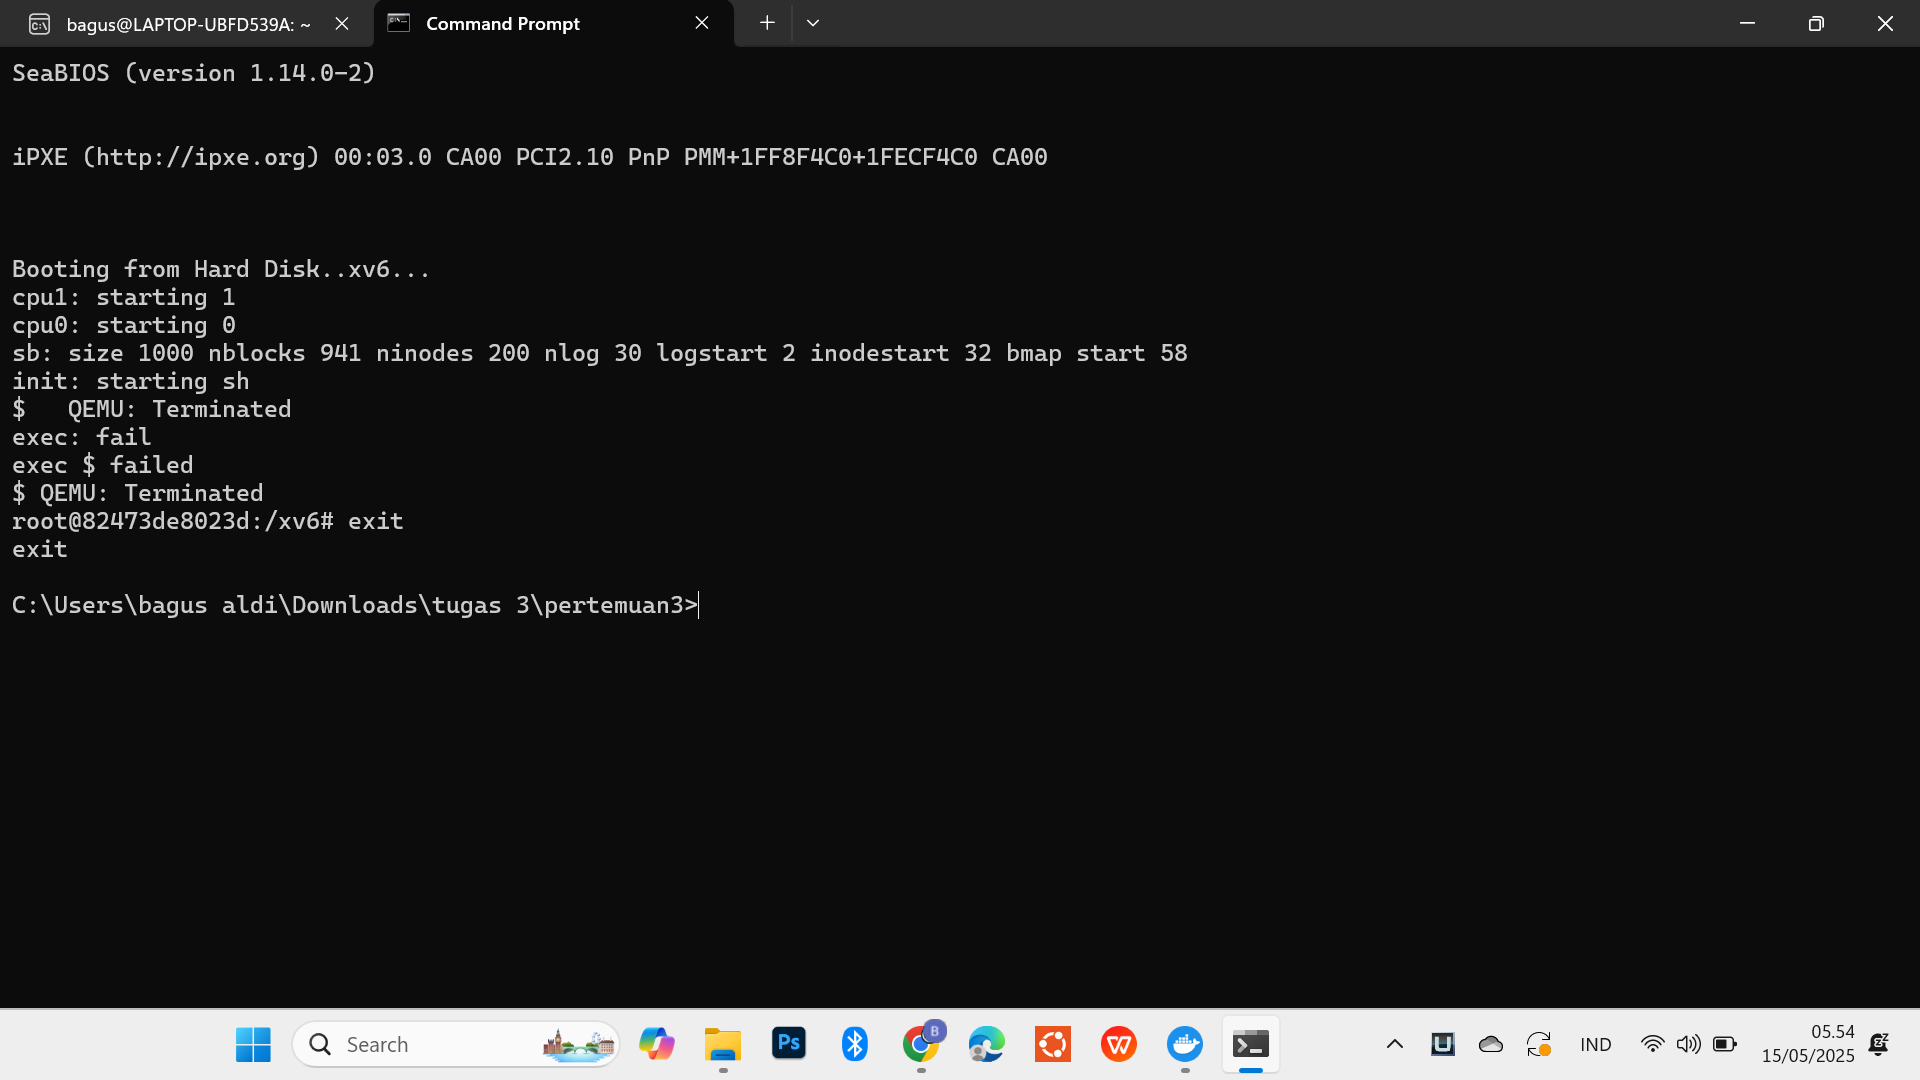 bagus@LAPTOP-UBFD539A: ~
Command Prompt
SeaBIOS (version 1.14.0-2)
iPXE (http://ipxe.org) 00:03.0 CA00 PCI2.10 PnP PMM+1FF8F4C0+1FECF4C0 CA00
Booting from Hard Disk..xv6...
cpu1: starting 1
cpu0: starting 0
sb: size 1000 nblocks 941 ninodes 200 nlog 30 logstart 2 inodestart 32 bmap start 58
init: starting sh
$   QEMU: Terminated
exec: fail
exec $ failed
$ QEMU: Terminated
root@82473de8023d:/xv6# exit
exit
C:\Users\bagus aldi\Downloads\tugas 3\pertemuan3>
Search
Ps
B
IND
05.54
15/05/2025